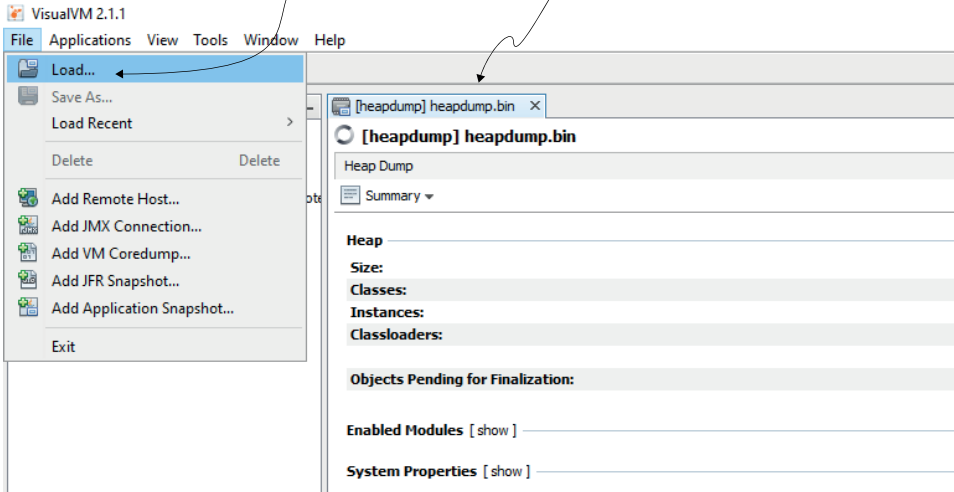 VisualVM 2.1.1
File Applications View Tools Window Help
Load...
Save As...
Load Recent
Delete Delete
Add Remote Host...
Add JMX Connection...
Add VM Coredump...
Add JFR Snapshot...
Add Application Snapshot...
Exit
[heapdump] heapdump.bin
[heapdump] heapdump.bin
Heap Dump
Summary
Heap
Size:
Classes:
Instances:
Classloaders:
Objects Pending for Finalization:
Enabled Modules [ show ]
System Properties [ show ]